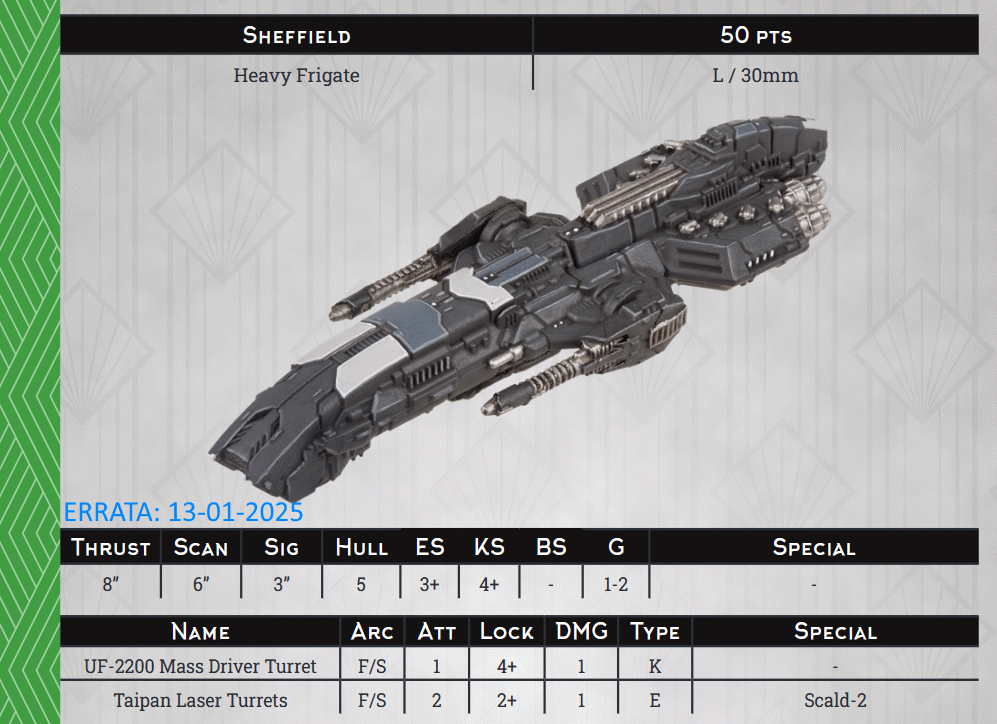 Sheffield 50 pts
Heavy Frigate L / 30mm
ERRATA: 13-01-2025
Thrust Scan Sig Hull ES KS BS G Special
8” 6” 3” 5 3+ 4+ - 1-2 -
Name Arc Att Lock DMG Type Special
UF-2200 Mass Driver Turret F/S 1 4+ 1 K -
Taipan Laser Turrets F/S 2 2+ 1 E Scald-2